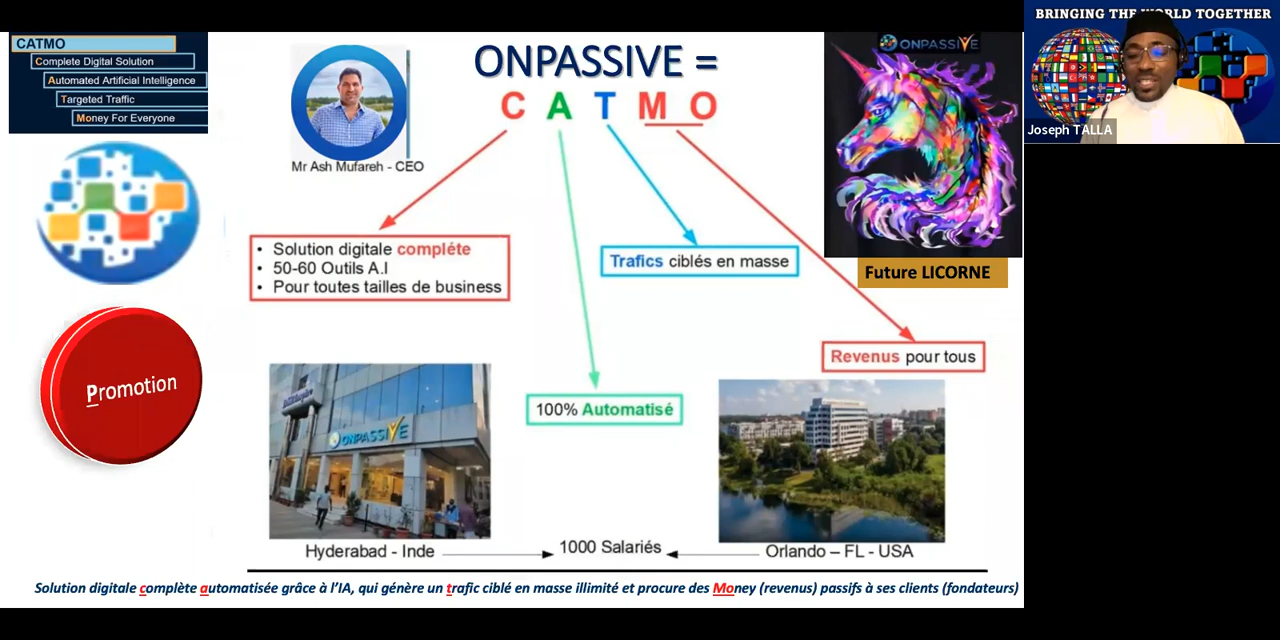 CATMO
Complete Digital Solution
Automated Artificial Intelligence
Targeted Traffic
Money For Everyone
Mr Ash Mufareh - CEO
ONPASSIVE =
C A T M O
ONPASSIVE
BRINGING THE WORLD TOGETHER
Joseph TALLA
• Solution digitale compléte
• 50-60 Outils A.I
• Pour toutes tailles de business
Trafics ciblés en masse
Future LICORNE
Revenus pour tous
Promotion
100% Automatisé
ONPASSIVE
Hyderabad - Inde
1000 Salariés
Orlando – FL - USA
Solution digitale complète automatisée grâce à l'IA, qui génère un trafic ciblé en masse illimité et procure des Money (revenus) passifs à ses clients (fondateurs)